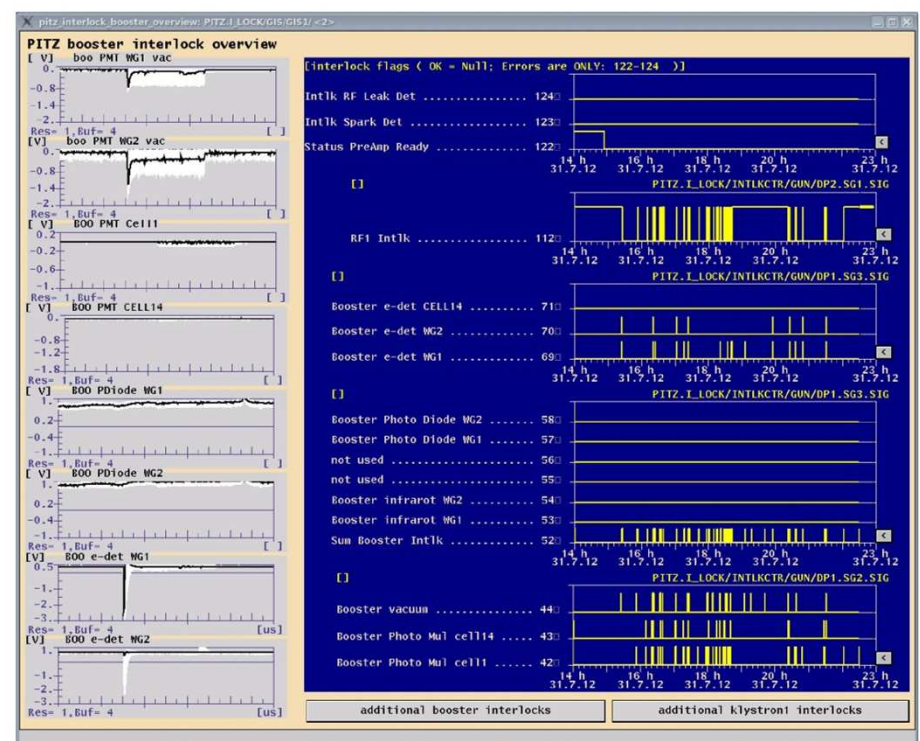 pitz_interlock_booster_overview: PITZ.I_LOCK/GIS/GIS1/ <2>
PITZ booster interlock overview
[ V] boo PMT WG1 vac
0.
-0.8
-1.4
-2.
Res= 1,Buf= 4 [ ]
[V] boo PMT WG2 vac
0.
-0.8
-1.4
-2.
Res= 1,Buf= 4 [ ]
[ V] BOO PMT Cell1
0.2
-0.2
-0.6
-1.
Res= 1,Buf= 4 [ ]
[ V] BOO PMT CELL14
0.
-0.8
-1.2
-1.8
Res= 1,Buf= 4 [ ]
[ V] BOO PDiode WG1
1.
0.2
-0.4
-1.
Res= 1,Buf= 4 [ ]
[ V] BOO PDiode WG2
1.
0.2
-0.4
-1.
Res= 1,Buf= 4 [ ]
[V] BOO e-det WG1
0.5
-1.
-2.
-3.
Res= 1,Buf= 4 [us]
[V] BOO e-det WG2
1.
-1.
-2.
-3.
Res= 1,Buf= 4 [us]
[interlock flags ( OK = Null; Errors are ONLY: 122-124 )]
Intlk RF Leak Det ................ 124
Intlk Spark Det .................. 123
Status PreAmp Ready .............. 122
<
14 h 16 h 18 h 20 h 23 h
31.7.12 31.7.12 31.7.12 31.7.12 31.7.12
[] PITZ.I_LOCK/INTLKCTR/GUN/DP2.SG1.SIG
RF1 Intlk .................. 112
<
14 h 16 h 18 h 20 h 23 h
31.7.12 31.7.12 31.7.12 31.7.12 31.7.12
[] PITZ.I_LOCK/INTLKCTR/GUN/DP1.SG3.SIG
Booster e-det CELL14 ........ 71
Booster e-det WG2 ........... 70
Booster e-det WG1 ........... 69
<
14 h 16 h 18 h 20 h 23 h
31.7.12 31.7.12 31.7.12 31.7.12 31.7.12
[] PITZ.I_LOCK/INTLKCTR/GUN/DP1.SG3.SIG
Booster Photo Diode WG2 ....... 58
Booster Photo Diode WG1 ....... 57
not used ...................... 56
not used ...................... 55
Booster infrarot WG2 .......... 54
Booster infrarot WG1 .......... 53
Sum Booster Intlk ............. 52
<
14 h 16 h 18 h 20 h 23 h
31.7.12 31.7.12 31.7.12 31.7.12 31.7.12
[] PITZ.I_LOCK/INTLKCTR/GUN/DP1.SG2.SIG
Booster vacuum ............... 44
Booster Photo Mul cell14 ..... 43
Booster Photo Mul cell1 ...... 42
<
14 h 16 h 18 h 20 h 23 h
31.7.12 31.7.12 31.7.12 31.7.12 31.7.12
additional booster interlocks
additional klystron1 interlocks